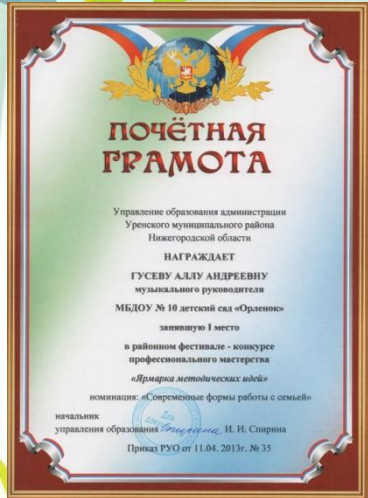 ПОЧЁТНАЯ
ГРАМОТА
Управление образования администрации
Уренского муниципального района
Нижегородской области
НАГРАЖДАЕТ
ГУСЕВУ АЛЛУ АНДРЕЕВНУ
музыкального руководителя
МБДОУ № 10 детский сад «Орленок»
занявшую I место
в районном фестивале - конкурсе
профессионального мастерства
«Ярмарка методических идей»
номинация: «Современные формы работы с семьей»
начальник
управления образования Спирина И. И. Спирина
Приказ РУО от 11.04. 2013г. № 35